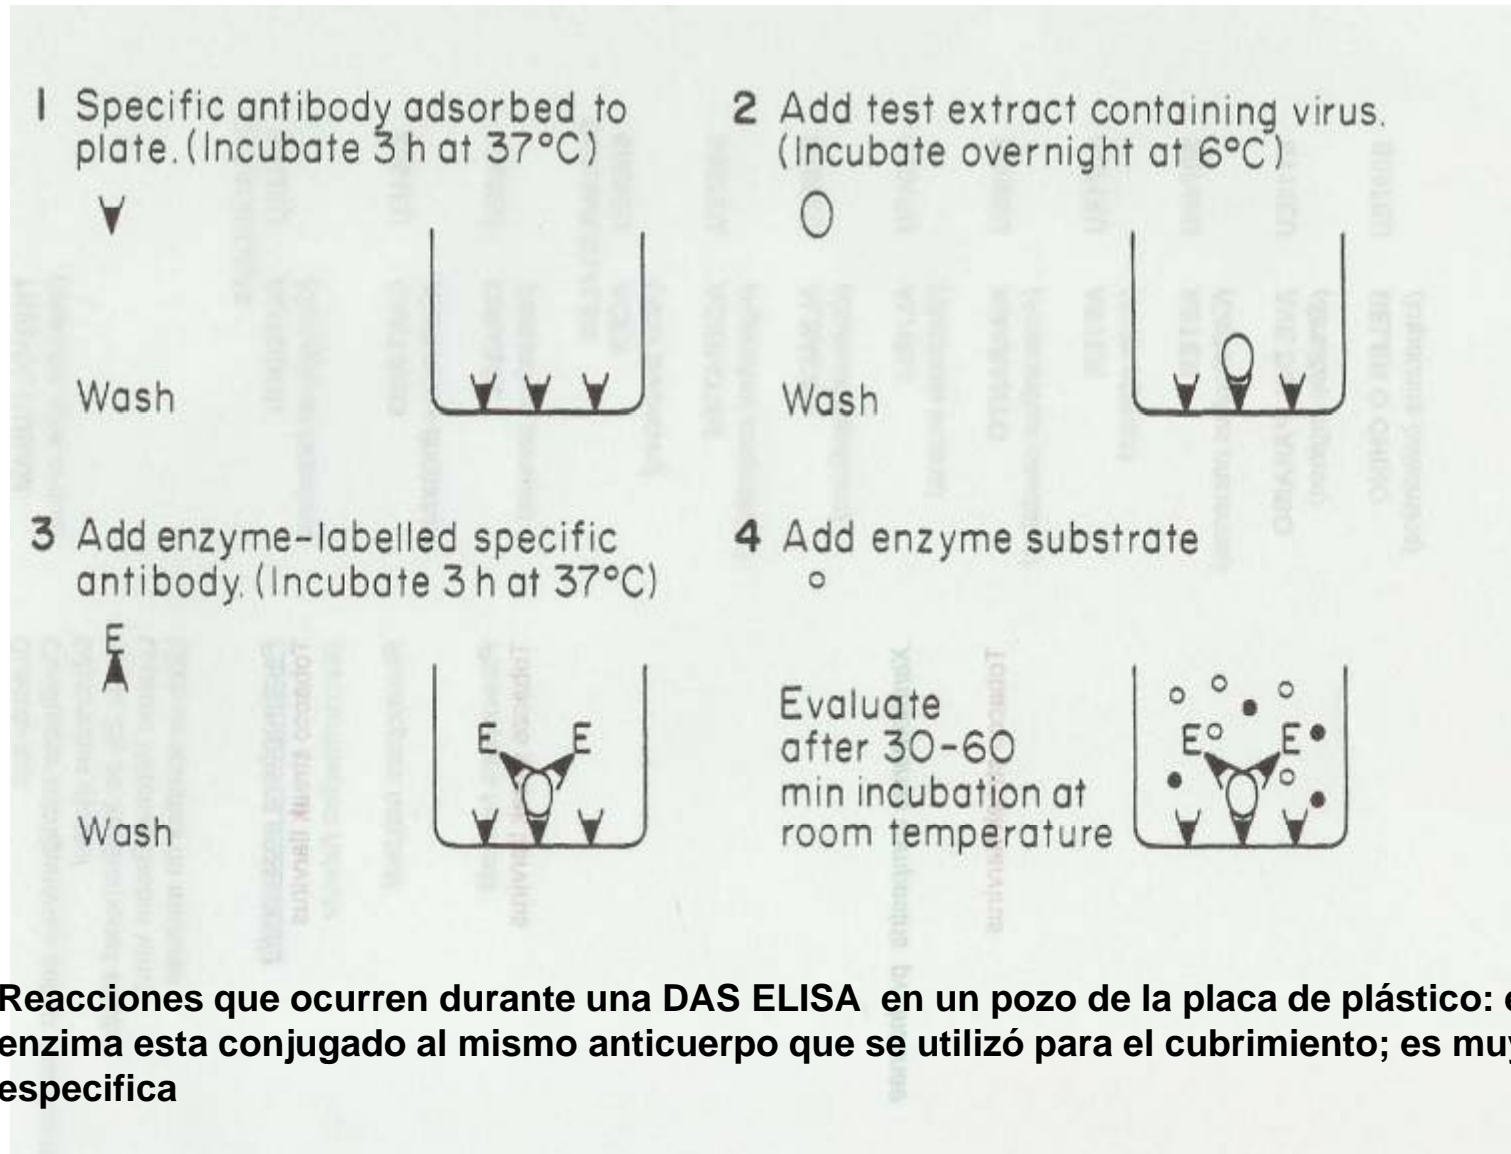 1 Specific antibody adsorbed to
plate. (Incubate 3 h at 37°C)
Wash
2 Add test extract containing virus.
(Incubate overnight at 6°C)
Wash
3 Add enzyme-labelled specific
antibody. (Incubate 3 h at 37°C)
E
E E
Wash
4 Add enzyme substrate
Evaluate
after 30-60
min incubation at
room temperature
E E
Reacciones que ocurren durante una DAS ELISA en un pozo de la placa de plástico:
enzima esta conjugado al mismo anticuerpo que se utilizó para el cubrimiento; es muy
especifica